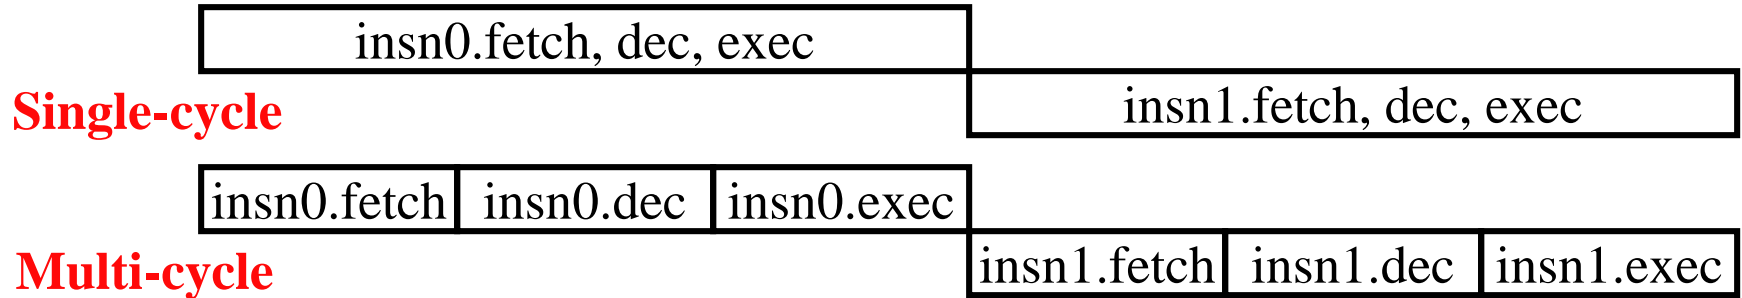 insn0.fetch, dec, exec
Single-cycle
insn1.fetch, dec, exec
insn0.fetch insn0.dec insn0.exec
Multi-cycle
insn1.fetch insn1.dec insn1.exec